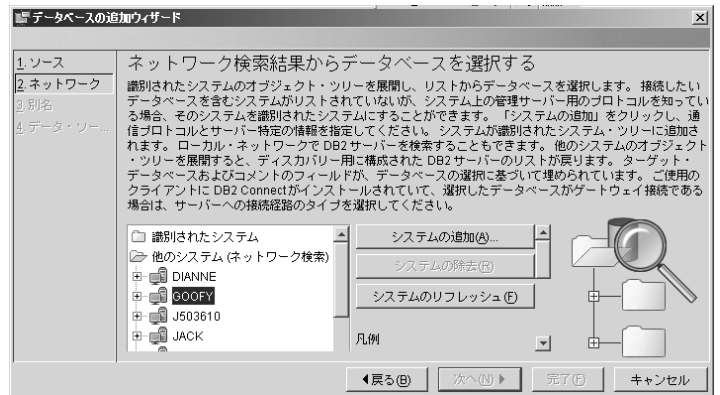 データベースの追加ウィザード
1.ソース
2.ネットワーク
3.別名
4.データ・ソー...
ネットワーク検索結果からデータベースを選択する
識別されたシステムのオブジェクト・ツリーを展開し、リストからデータベースを選択します。 接続したい
データベースを含むシステムがリストされていないが、システム上の管理サーバー用のプロトコルを知ってい
る場合、そのシステムを識別されたシステムにすることができます。 「システムの追加」をクリックし、通
信プロトコルとサーバー特定の情報を指定してください。 システムが識別されたシステム・ツリーに追加さ
れます。 ローカル・ネットワークで DB2 サーバーを検索することもできます。 他のシステムのオブジェクト
・ツリーを展開すると、ディスカバリー用に構成された DB2 サーバーのリストが戻ります。 ターゲット・
データベースおよびコメントのフィールドが、データベースの選択に基づいて埋められています。 ご使用の
クライアントに DB2 Connectがインストールされていて、選択したデータベースがゲートウェイ接続である
場合は、サーバーへの接続経路のタイプを選択してください。
識別されたシステム
他のシステム (ネットワーク検索)
DIANNE
GOOFY
J503610
JACK
システムの追加(A)...
システムの除去(R)
システムのリフレッシュ(F)
凡例
戻る(B)
次へ(N)
完了(F)
キャンセル